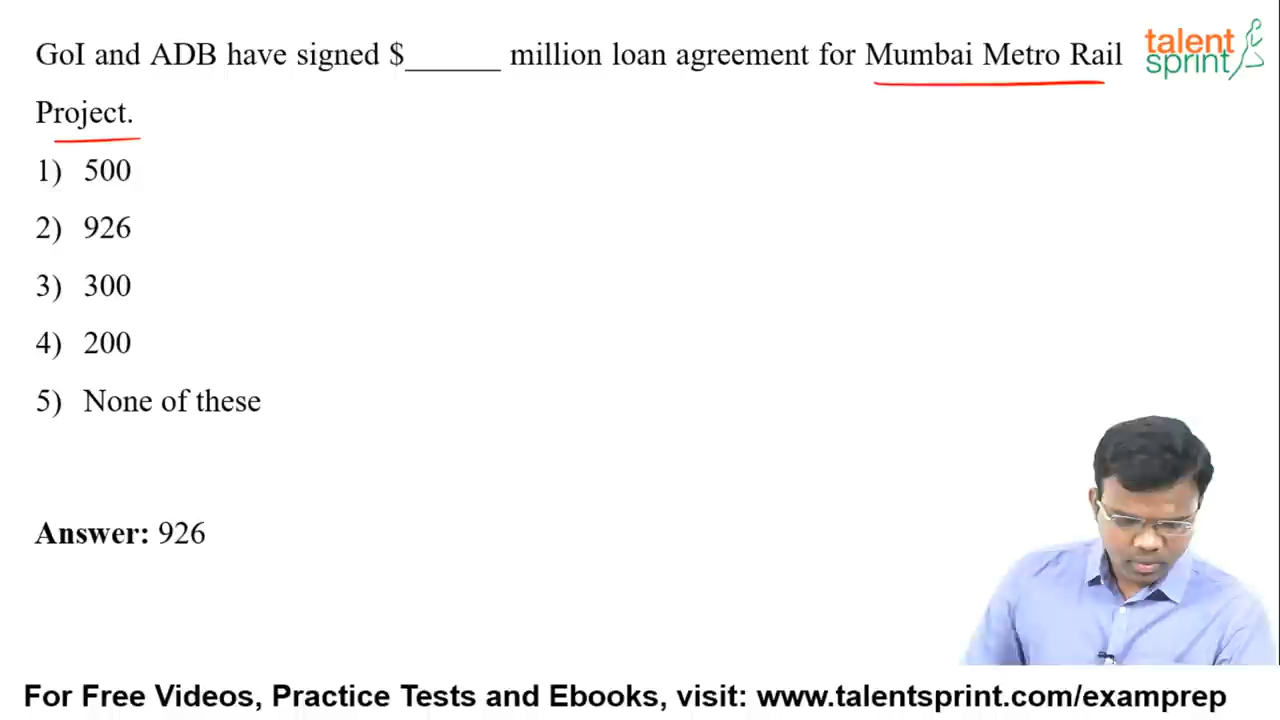 GoI and ADB have signed $______ million loan agreement for Mumbai Metro Rail
Project.
talent
sprint
1) 500
2) 926
3) 300
4) 200
5) None of these
Answer: 926
For Free Videos, Practice Tests and Ebooks, visit: www.talentsprint.com/examprep